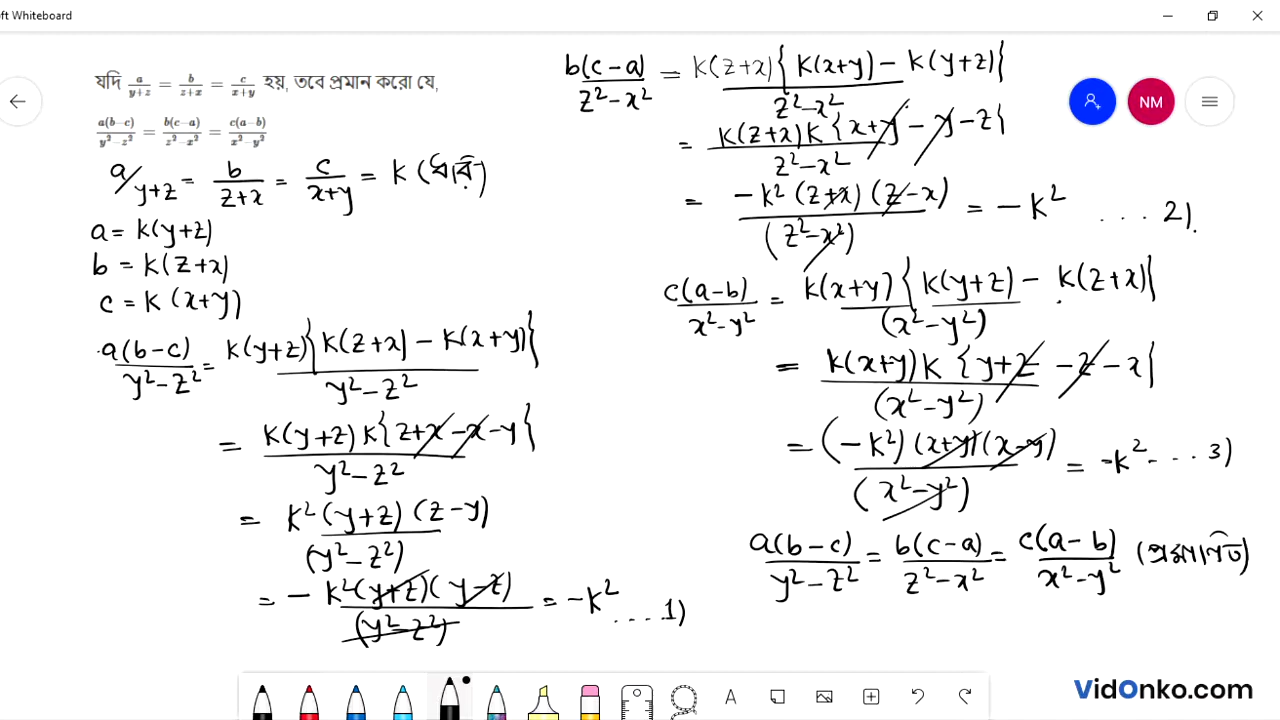 ft Whiteboard
যদি a/(y+z) = b/(z+x) = c/(x+y) হয়, তবে প্রমান করো যে,
a(b−c)/(y²−z²) = b(c−a)/(z²−x²) = c(a−b)/(x²−y²)
a/(y+z) = b/(z+x) = c/(x+y) = k (ধরি)
a = k(y+z)
b = k(z+x)
c = k(x+y)
a(b−c)/(y²−z²) = k(y+z){k(z+x) − k(x+y)}/(y²−z²)
= k(y+z)k{z+x−x−y}/(y²−z²)
= k²(y+z)(z−y)/(y²−z²)
= −k²(y+z)(y−z)/(y²−z²) = −k² ....1)
b(c−a)/(z²−x²) = k(z+x){k(x+y) − k(y+z)}/(z²−x²)
= k(z+x)k{x+y−y−z}/(z²−x²)
= −k²(z+x)(z−x)/(z²−x²) = −k² ... 2)
c(a−b)/(x²−y²) = k(x+y){k(y+z) − k(z+x)}/(x²−y²)
= k(x+y)k{y+z−z−x}/(x²−y²)
= (−k²)(x+y)(x−y)/(x²−y²) = −k² ... 3)
a(b−c)/(y²−z²) = b(c−a)/(z²−x²) = c(a−b)/(x²−y²) (প্রমাণিত)
NM
A
VidOnko.com